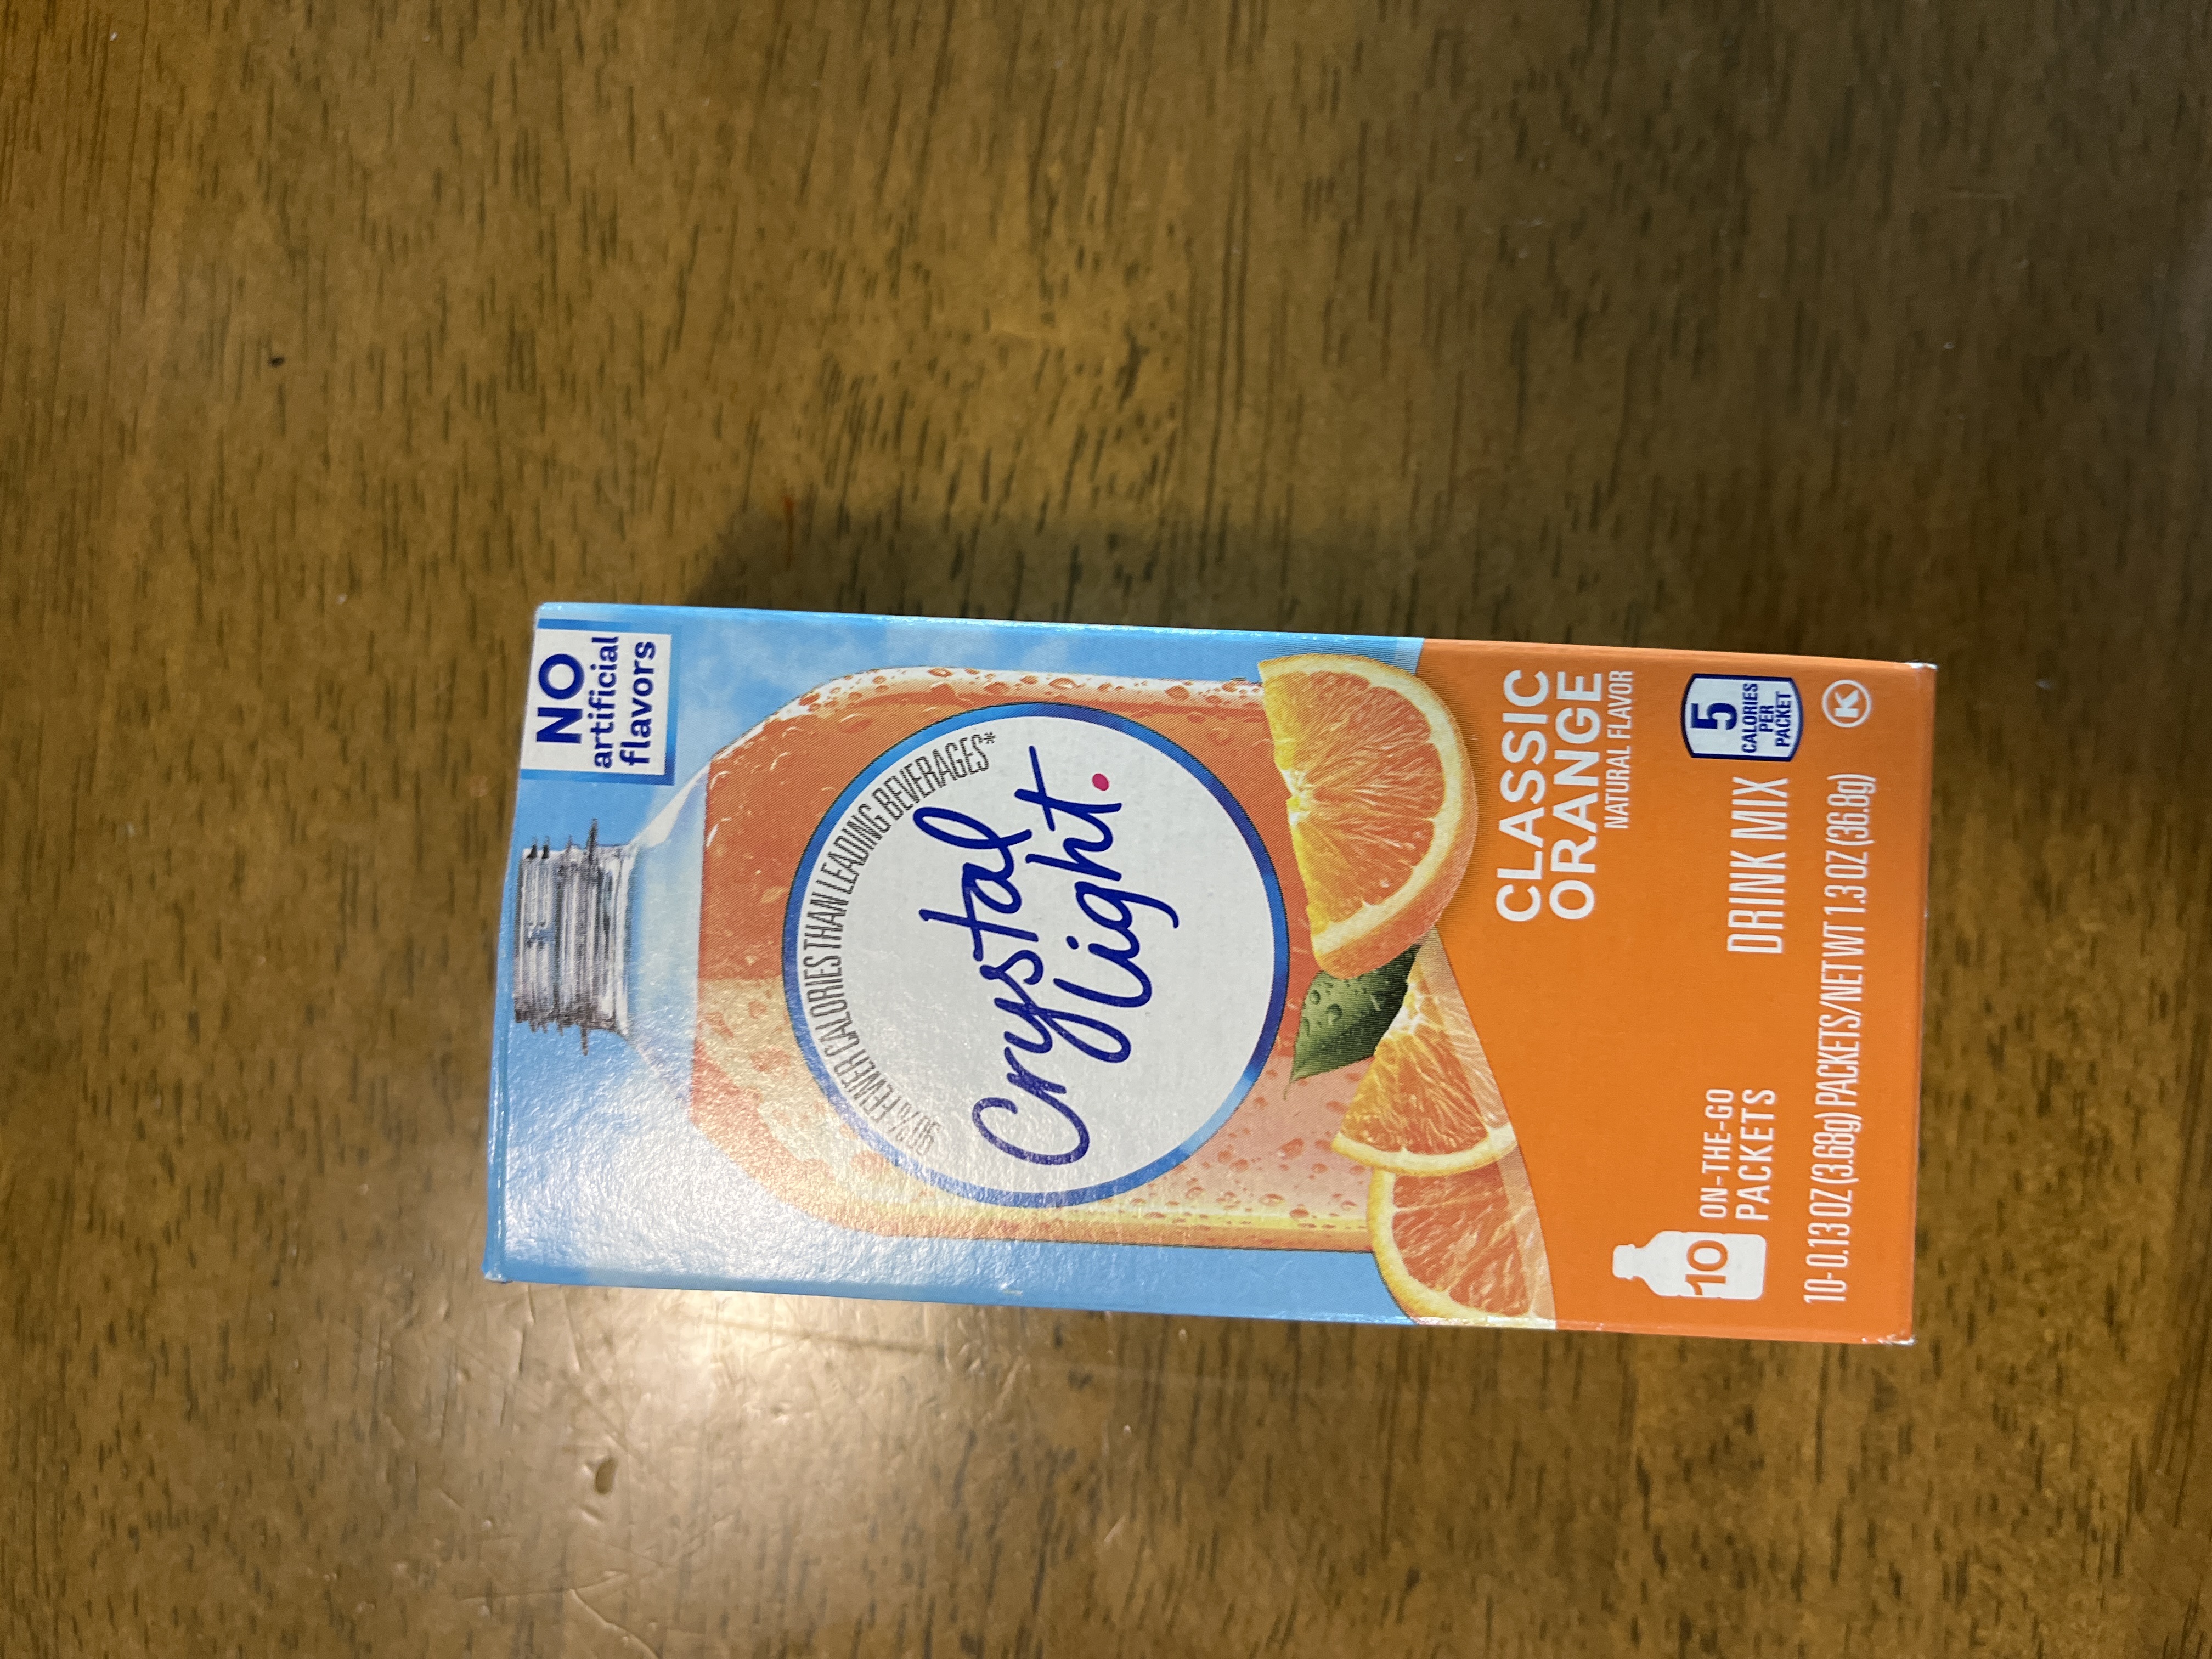 NO
artificial
flavors
90% FEWER CALORIES THAN LEADING BEVERAGES*
Crystal
Light.
CLASSIC
ORANGE
NATURAL FLAVOR
10
ON-THE-GO
PACKETS
DRINK MIX
5
CALORIES
PER
PACKET
10-0.13 OZ (3.68g) PACKETS/NET WT 1.3 OZ (36.8g)
K